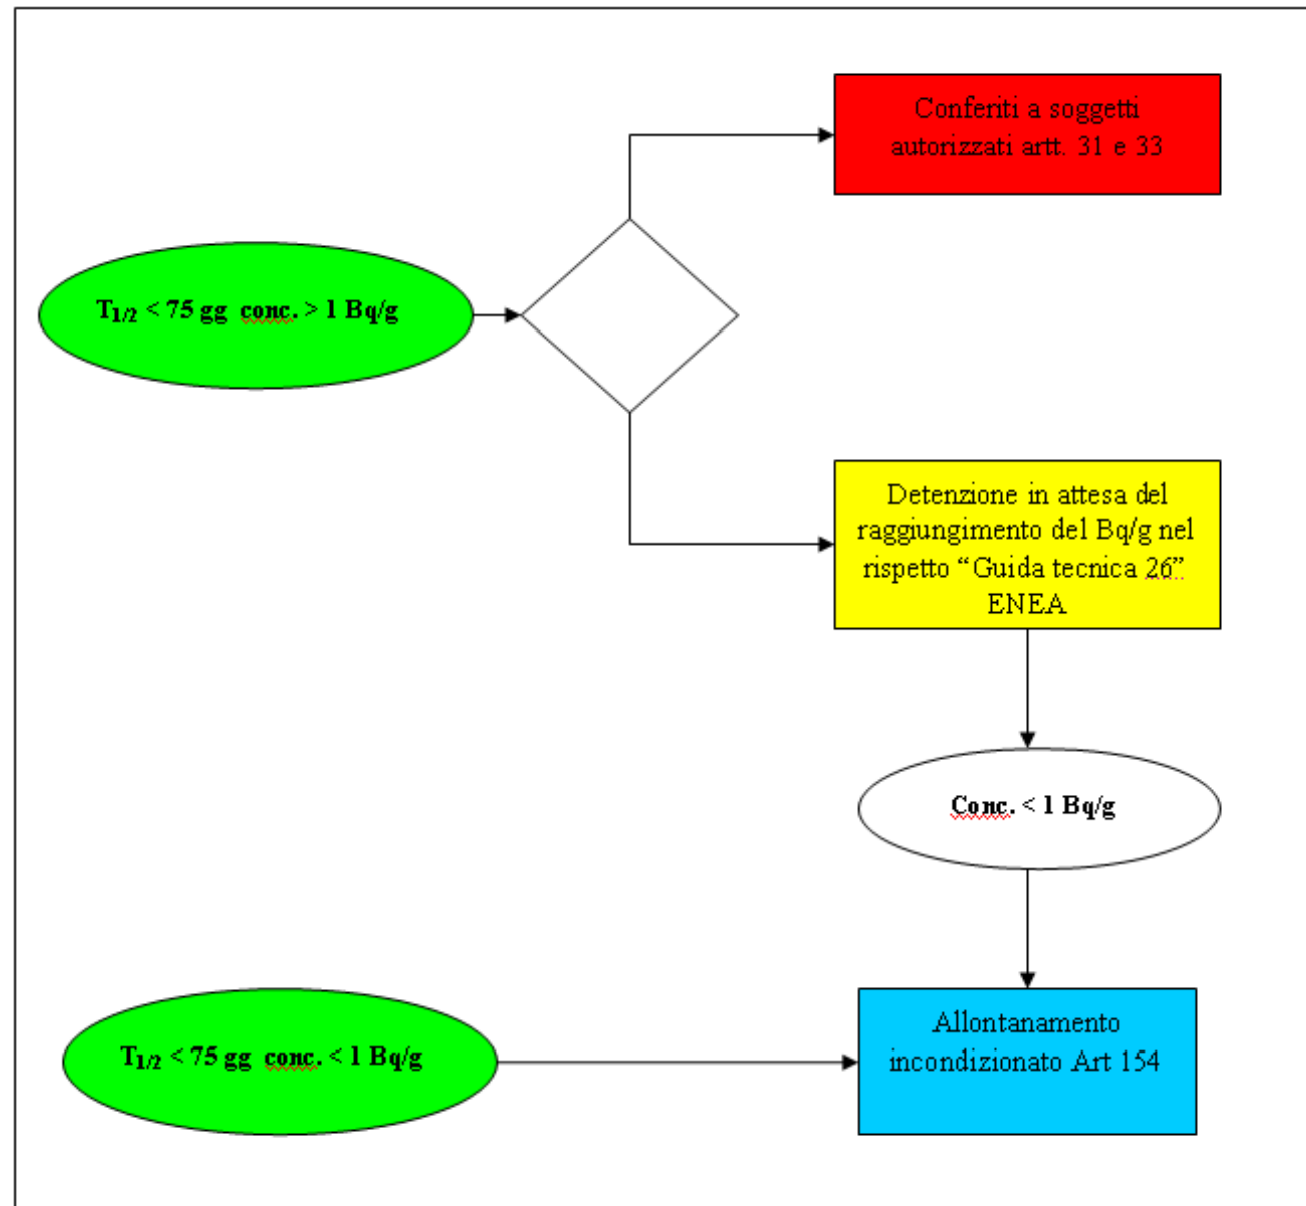 Conferiti a soggetti
autorizzati artt. 31 e 33
T1/2 < 75 gg conc. > 1 Bq/g
Detenzione in attesa del
raggiungimento del Bq/g nel
rispetto “Guida tecnica 26”
ENEA
Conc. < 1 Bq/g
T1/2 < 75 gg conc. < 1 Bq/g
Allontanamento
incondizionato Art 154